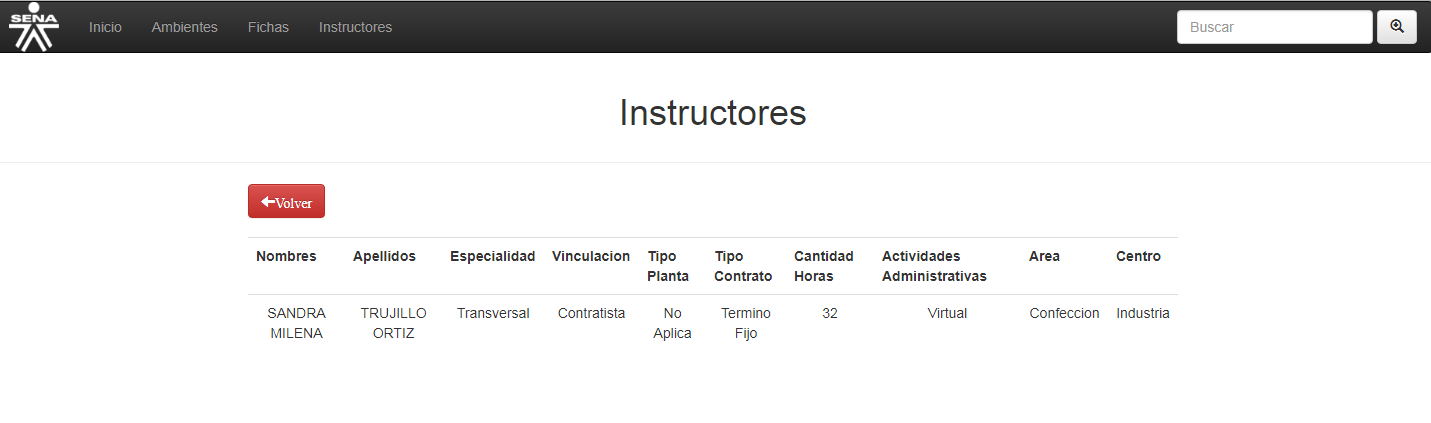 SENA Inicio Ambientes Fichas Instructores Buscar
Instructores
Volver
Nombres Apellidos Especialidad Vinculacion Tipo Cantidad Actividades Area Centro
Planta Contrato Horas Administrativas
SANDRA TRUJILLO Transversal Contratista No Termino 32 Virtual Confeccion Industria
MILENA ORTIZ Aplica Fijo